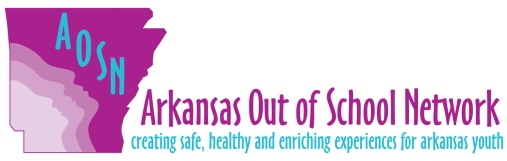 AOSN
Arkansas Out of School Network
creating safe, healthy and enriching experiences for arkansas youth